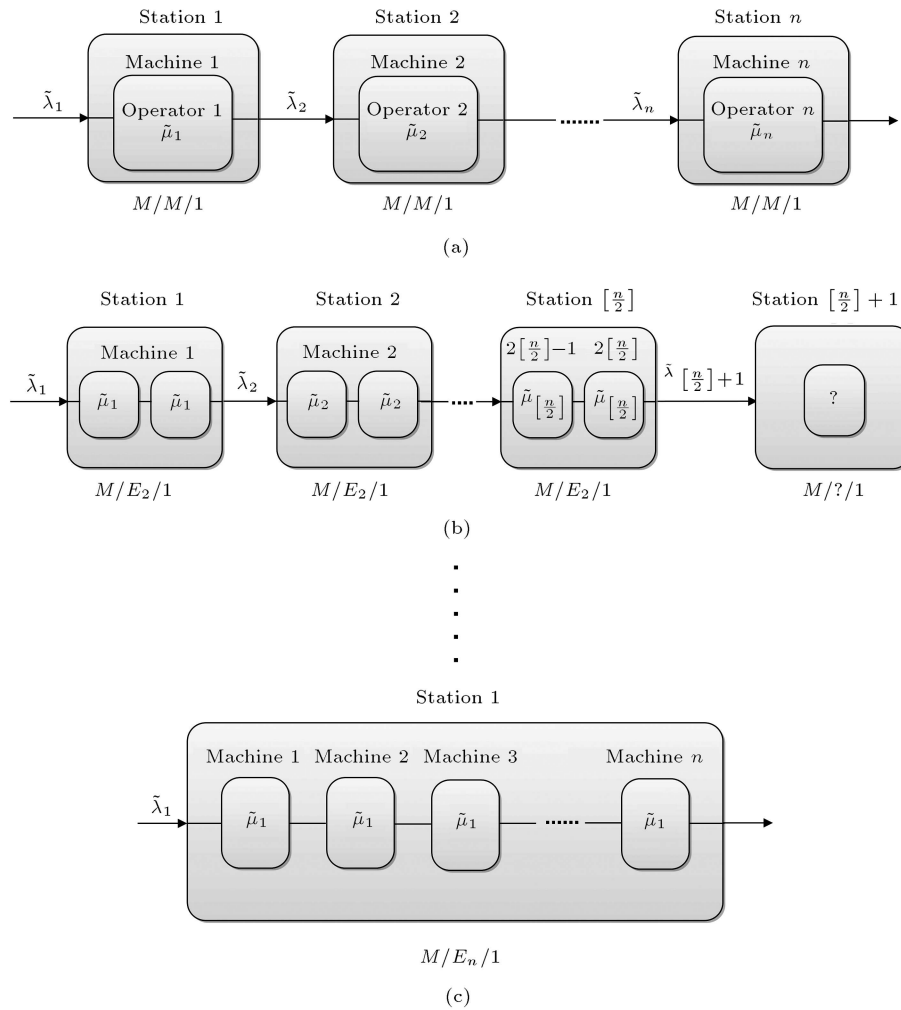 Station 1 Station 2 Station n
Machine 1 Machine 2 Machine n
λ̃₁ Operator 1 λ̃₂ Operator 2 ....... λ̃ₙ Operator n
μ̃₁ μ̃₂ μ̃ₙ
M/M/1 M/M/1 M/M/1
(a)
Station 1 Station 2 Station [n/2] Station [n/2] + 1
Machine 1 Machine 2 2[n/2]−1 2[n/2]
λ̃₁ μ̃₁ μ̃₁ λ̃₂ μ̃₂ μ̃₂ ..... μ̃_[n/2] μ̃_[n/2] λ̃_[n/2]+1 ?
M/E₂/1 M/E₂/1 M/E₂/1 M/?/1
(b)
Station 1
Machine 1 Machine 2 Machine 3 Machine n
λ̃₁ μ̃₁ μ̃₁ μ̃₁ ...... μ̃₁
M/Eₙ/1
(c)